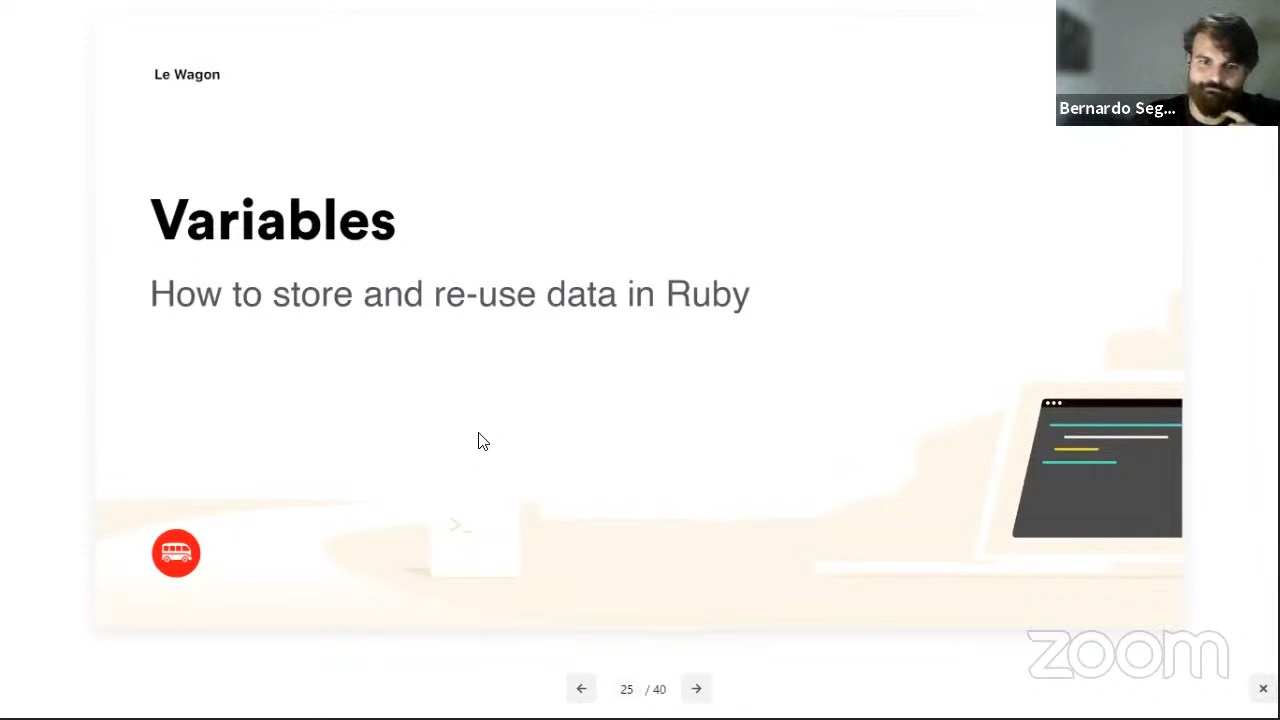 Le Wagon
Bernardo Seg...
Variables
How to store and re-use data in Ruby
>_
zoom
25 / 40